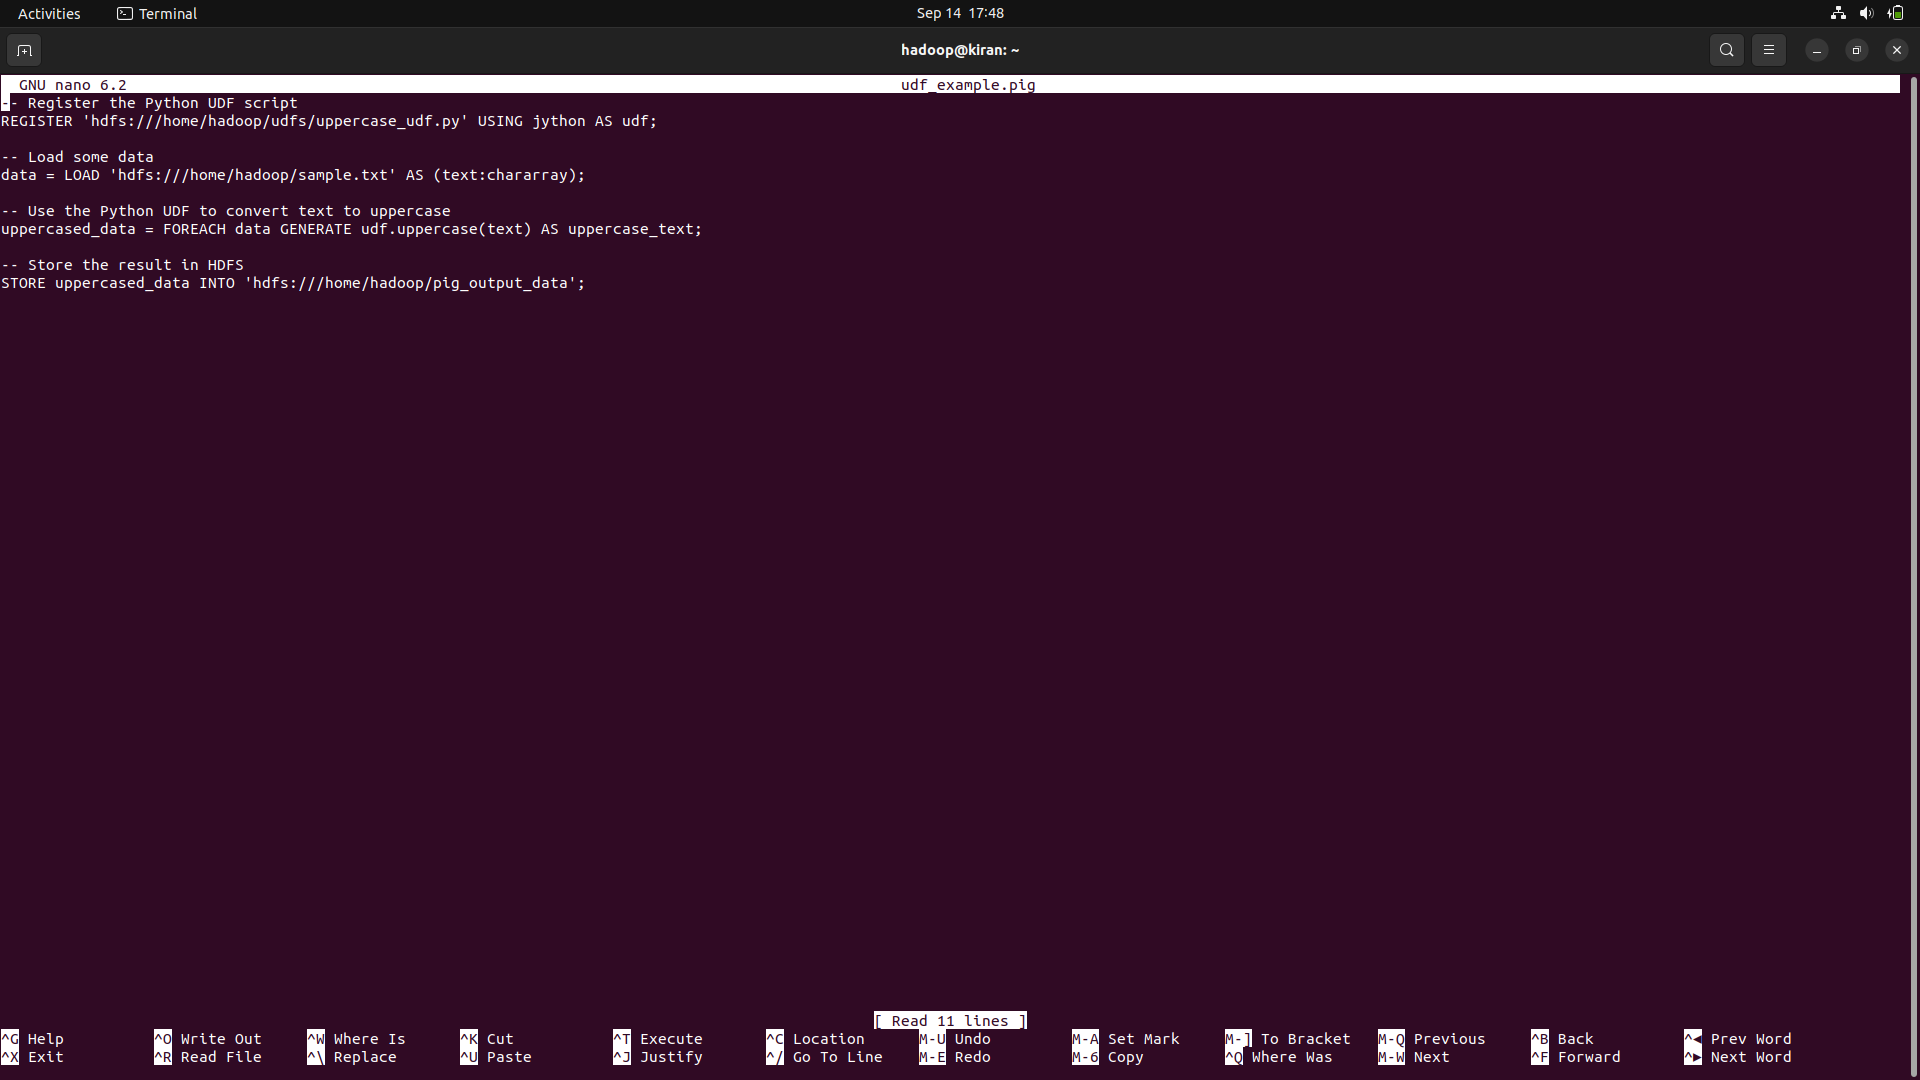 Activities Terminal Sep 14 17:48
hadoop@kiran: ~
GNU nano 6.2 udf_example.pig
-- Register the Python UDF script
REGISTER 'hdfs:///home/hadoop/udfs/uppercase_udf.py' USING jython AS udf;
-- Load some data
data = LOAD 'hdfs:///home/hadoop/sample.txt' AS (text:chararray);
-- Use the Python UDF to convert text to uppercase
uppercased_data = FOREACH data GENERATE udf.uppercase(text) AS uppercase_text;
-- Store the result in HDFS
STORE uppercased_data INTO 'hdfs:///home/hadoop/pig_output_data';
[ Read 11 lines ]
^G Help ^O Write Out ^W Where Is ^K Cut ^T Execute ^C Location M-U Undo M-A Set Mark M-] To Bracket M-Q Previous ^B Back ^◀ Prev Word
^X Exit ^R Read File ^\ Replace ^U Paste ^J Justify ^/ Go To Line M-E Redo M-6 Copy ^Q Where Was M-W Next ^F Forward ^▶ Next Word